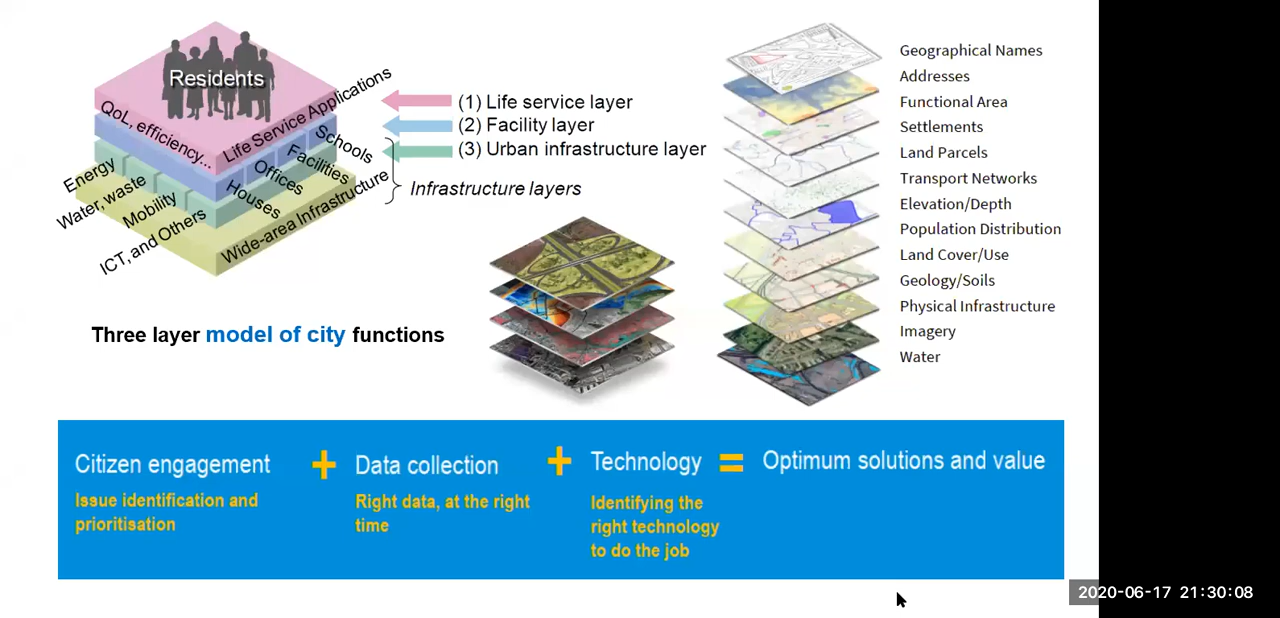 Residehts
QoL, efficiency...
Life Service Applications
Schools
Facilities
Offices
Houses
Energy
Water, waste
Mobility
ICT, and Others
Wide-area Infrastructure
(1) Life service layer
(2) Facility layer
(3) Urban infrastructure layer
Infrastructure layers
Three layer model of city functions
Geographical Names
Addresses
Functional Area
Settlements
Land Parcels
Transport Networks
Elevation/Depth
Population Distribution
Land Cover/Use
Geology/Soils
Physical Infrastructure
Imagery
Water
Citizen engagement
Issue identification and
prioritisation
+
Data collection
Right data, at the right
time
+
Technology
Identifying the
right technology
to do the job
=
Optimum solutions and value
2020-06-17 21:30:08